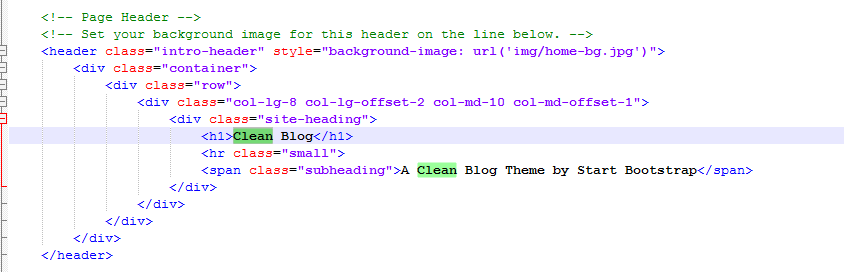 <!-- Page Header -->
<!-- Set your background image for this header on the line below. -->
<header class="intro-header" style="background-image: url('img/home-bg.jpg')">
<div class="container">
<div class="row">
<div class="col-lg-8 col-lg-offset-2 col-md-10 col-md-offset-1">
<div class="site-heading">
<h1>Clean Blog</h1>
<hr class="small">
<span class="subheading">A Clean Blog Theme by Start Bootstrap</span>
</div>
</div>
</div>
</div>
</header>